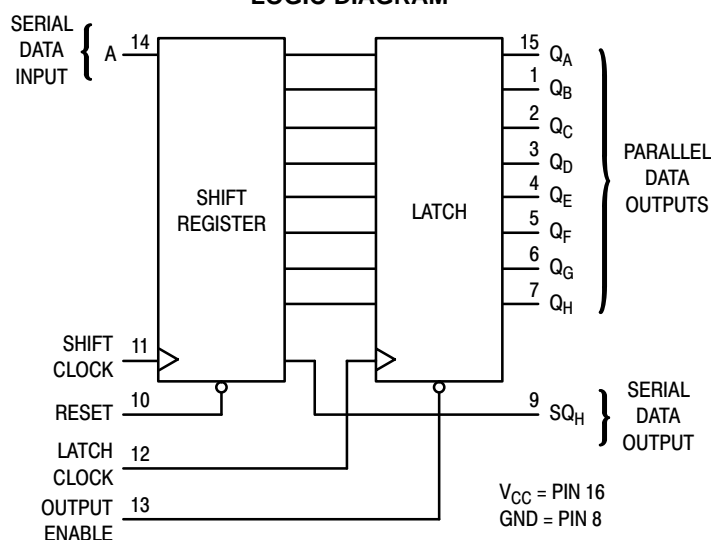 LOGIC DIAGRAM
SERIAL
DATA
INPUT
A 14
SHIFT
REGISTER
LATCH
15 QA
1 QB
2 QC
3 QD
4 QE
5 QF
6 QG
7 QH
PARALLEL
DATA
OUTPUTS
SHIFT
CLOCK
11
RESET 10
LATCH
CLOCK
12
OUTPUT
ENABLE
13
9 SQH
SERIAL
DATA
OUTPUT
VCC = PIN 16
GND = PIN 8